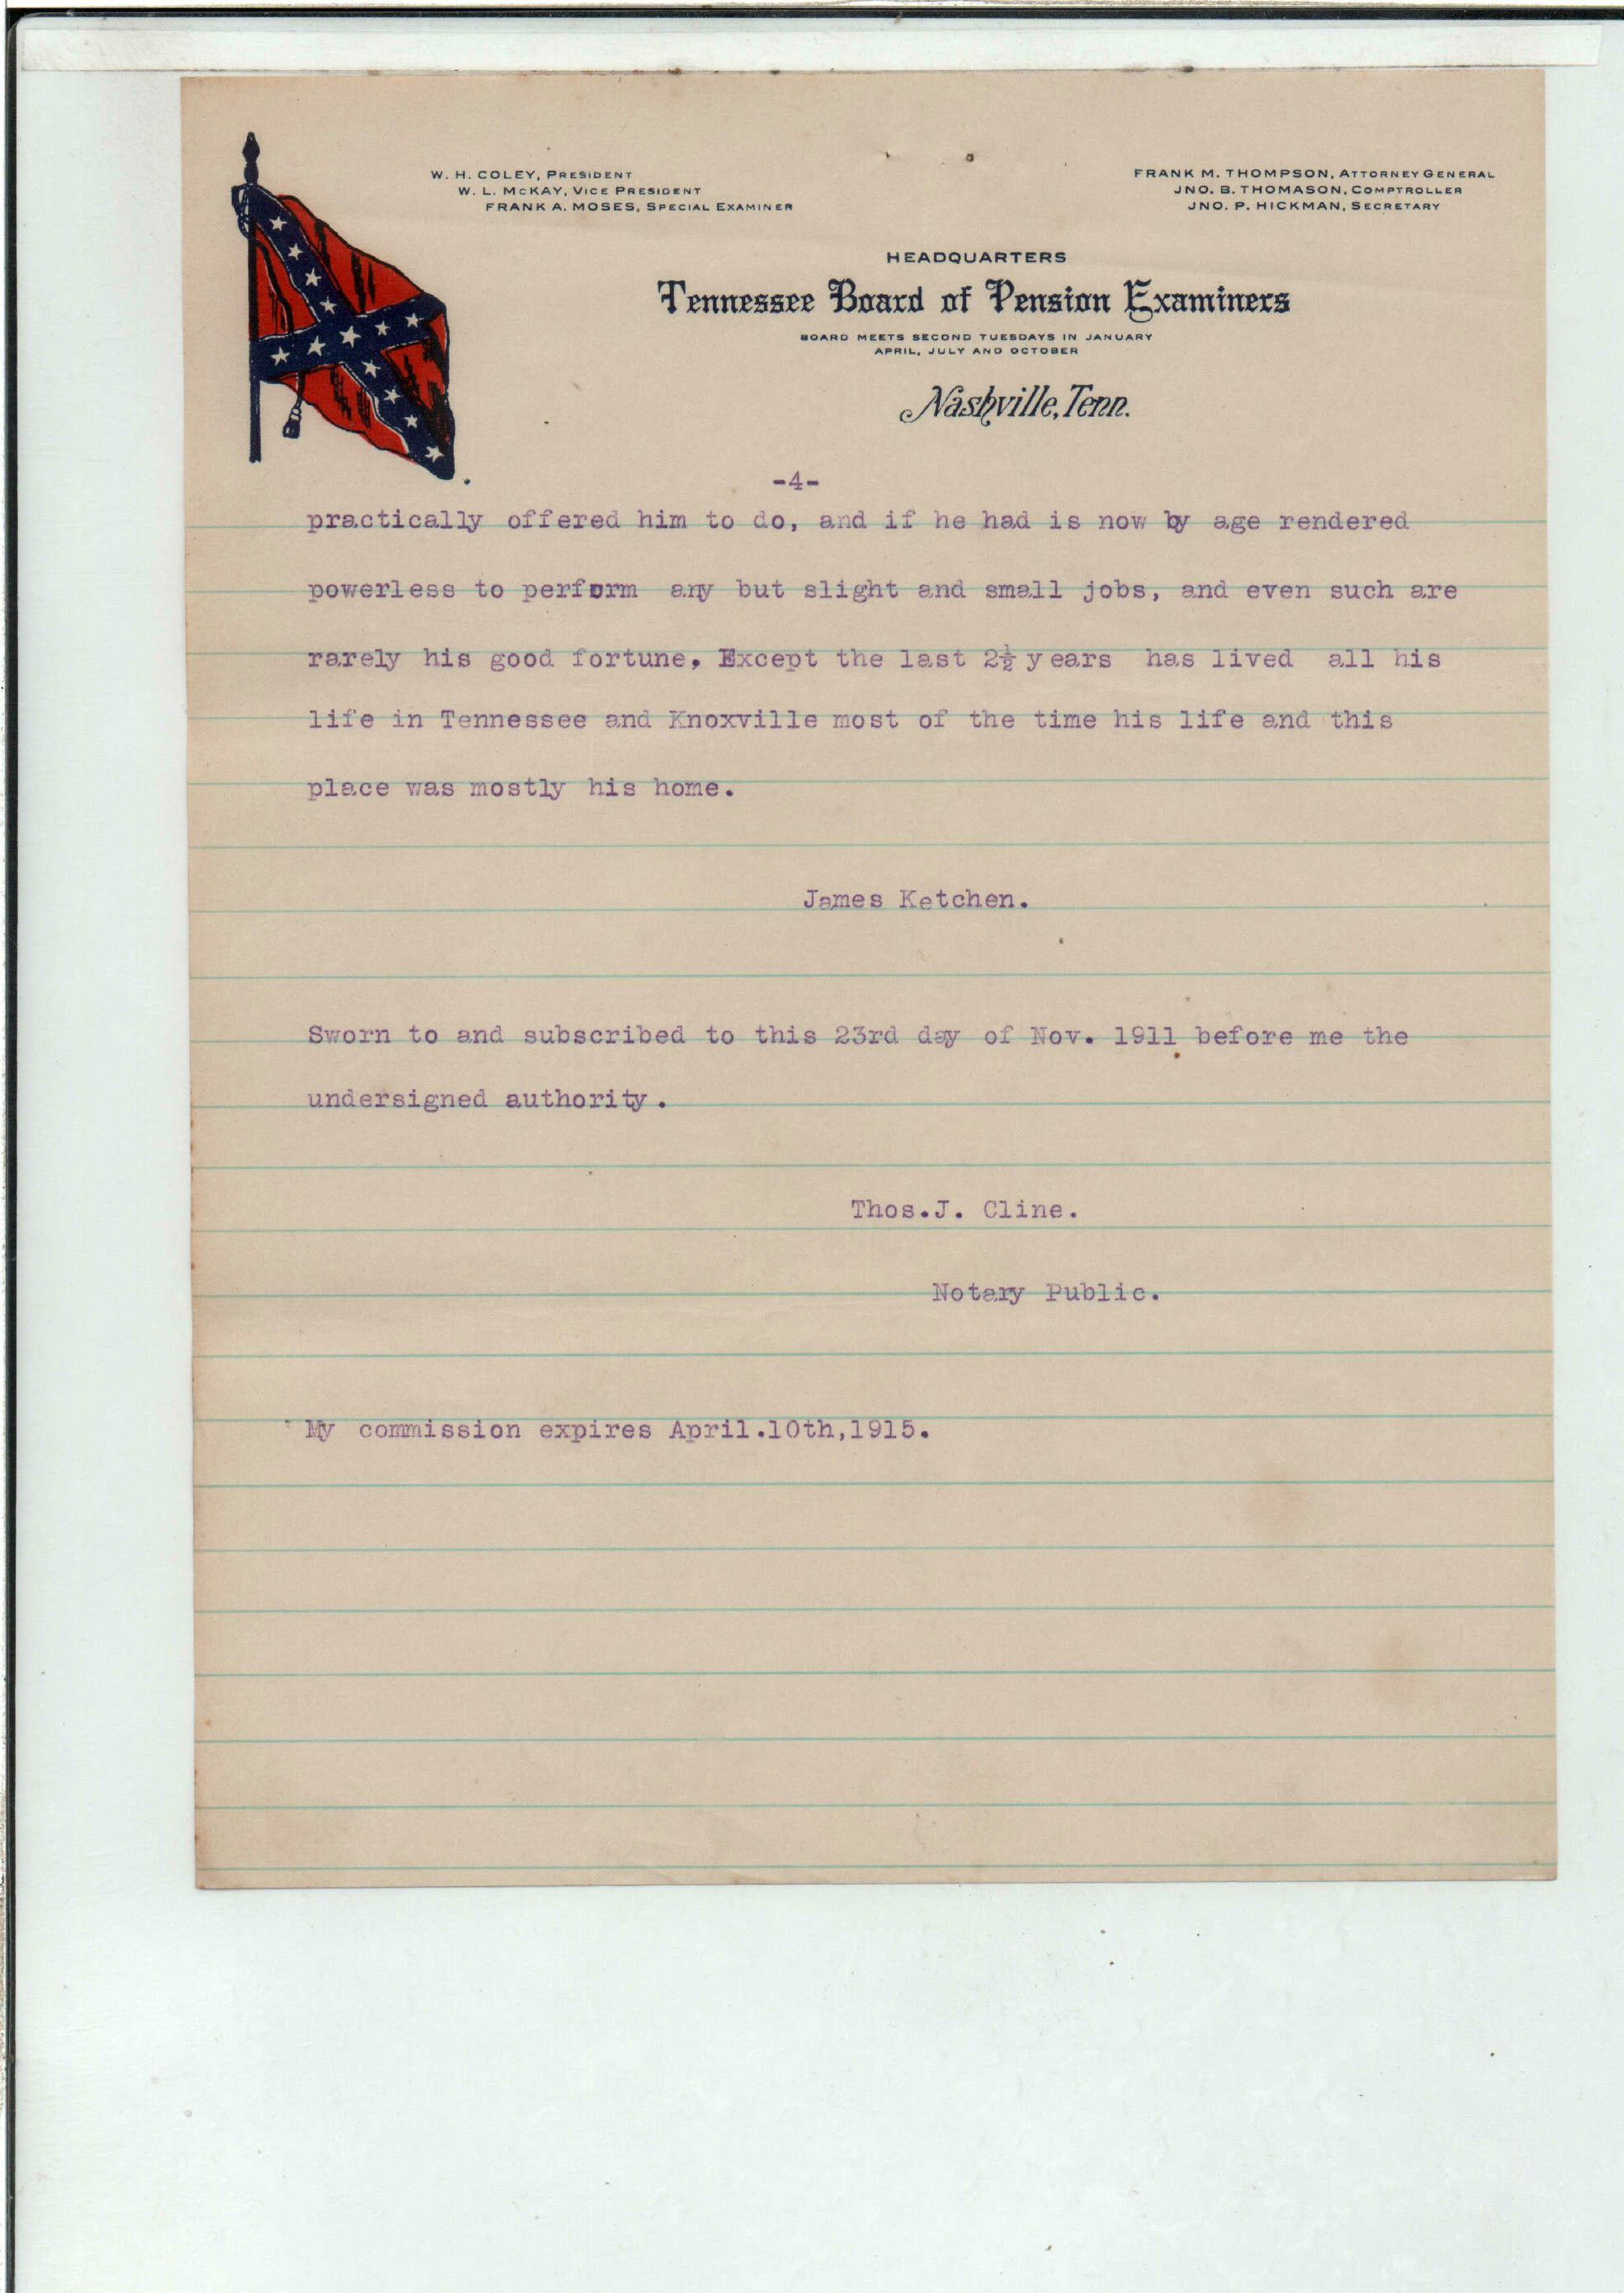 W. H. COLEY, PRESIDENT
W. L. McKAY, VICE PRESIDENT
FRANK A. MOSES, SPECIAL EXAMINER
FRANK M. THOMPSON, ATTORNEY GENERAL
JNO. B. THOMASON, COMPTROLLER
JNO. P. HICKMAN, SECRETARY
HEADQUARTERS
Tennessee Board of Pension Examiners
BOARD MEETS SECOND TUESDAYS IN JANUARY
APRIL, JULY AND OCTOBER
Nashville, Tenn.
-4-
practically offered him to do, and if he had is now by age rendered
powerless to perform any but slight and small jobs, and even such are
rarely his good fortune. Except the last 2½ years has lived all his
life in Tennessee and Knoxville most of the time his life and this
place was mostly his home.
James Ketchen.
Sworn to and subscribed to this 23rd day of Nov. 1911 before me the
undersigned authority.
Thos.J. Cline.
Notary Public.
My commission expires April.10th,1915.